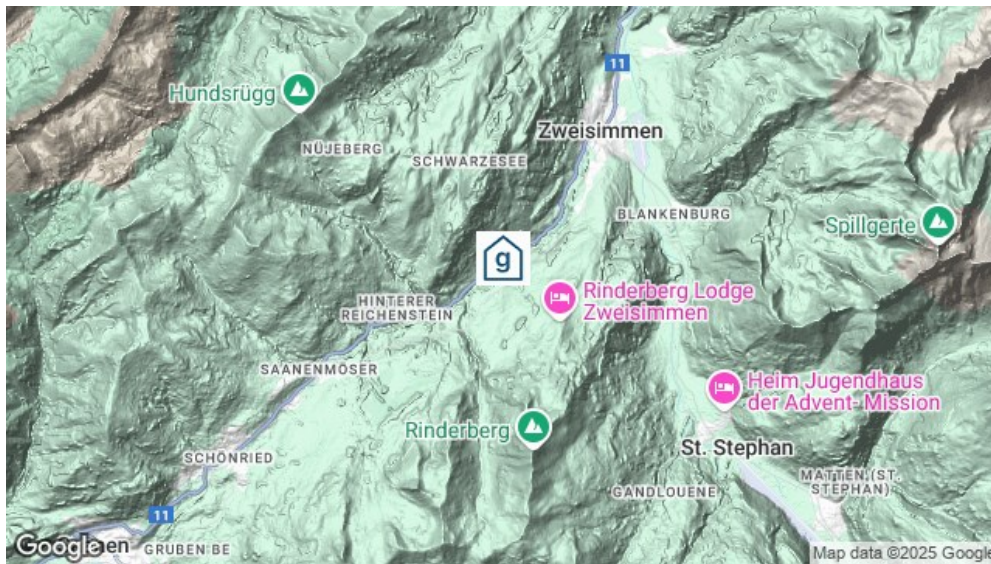 11
Hundsrügg
Zweisimmen
NÜJEBERG
SCHWARZESEE
BLANKENBURG
Spillgerte
g
Rinderberg Lodge
Zweisimmen
HINTERER
REICHENSTEIN
SAANENMÖSER
Heim Jugendhaus
der Advent- Mission
Rinderberg
St. Stephan
SCHÖNRIED
MATTEN (ST.
STEPHAN)
GANDLOUENE
11
Google
GRUBEN BE
Map data ©2025 Google